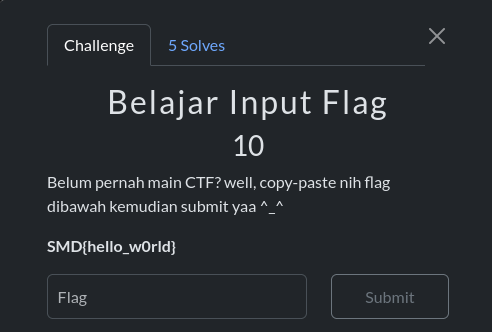 Challenge
5 Solves
Belajar Input Flag
10
Belum pernah main CTF? well, copy-paste nih flag
dibawah kemudian submit yaa ^_^
SMD{hello_w0rld}
Flag
Submit